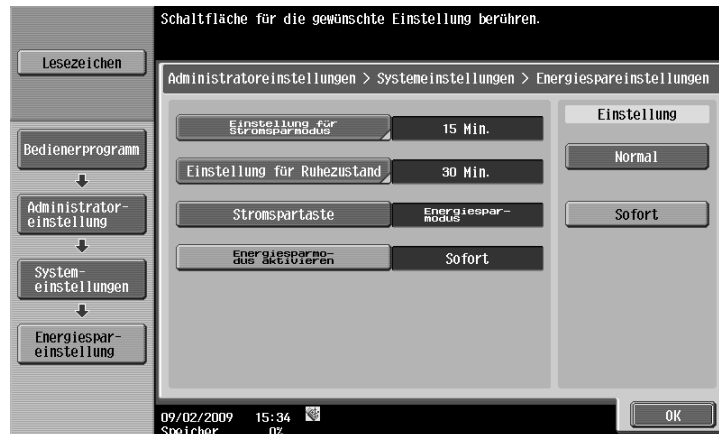 Schaltfläche für die gewünschte Einstellung berühren.
Lesezeichen
Administratoreinstellungen > Systemeinstellungen > Energiespareinstellungen
Bedienerprogramm
Administrator-
einstellung
System-
einstellungen
Energiespar-
einstellung
Einstellung für
Stromsparmodus
15 Min.
Einstellung für Ruhezustand
30 Min.
Stromspartaste
Energiespar-
modus
Energiesparmo-
dus aktivieren
Sofort
Einstellung
Normal
Sofort
09/02/2009 15:34
Speicher 0%
OK